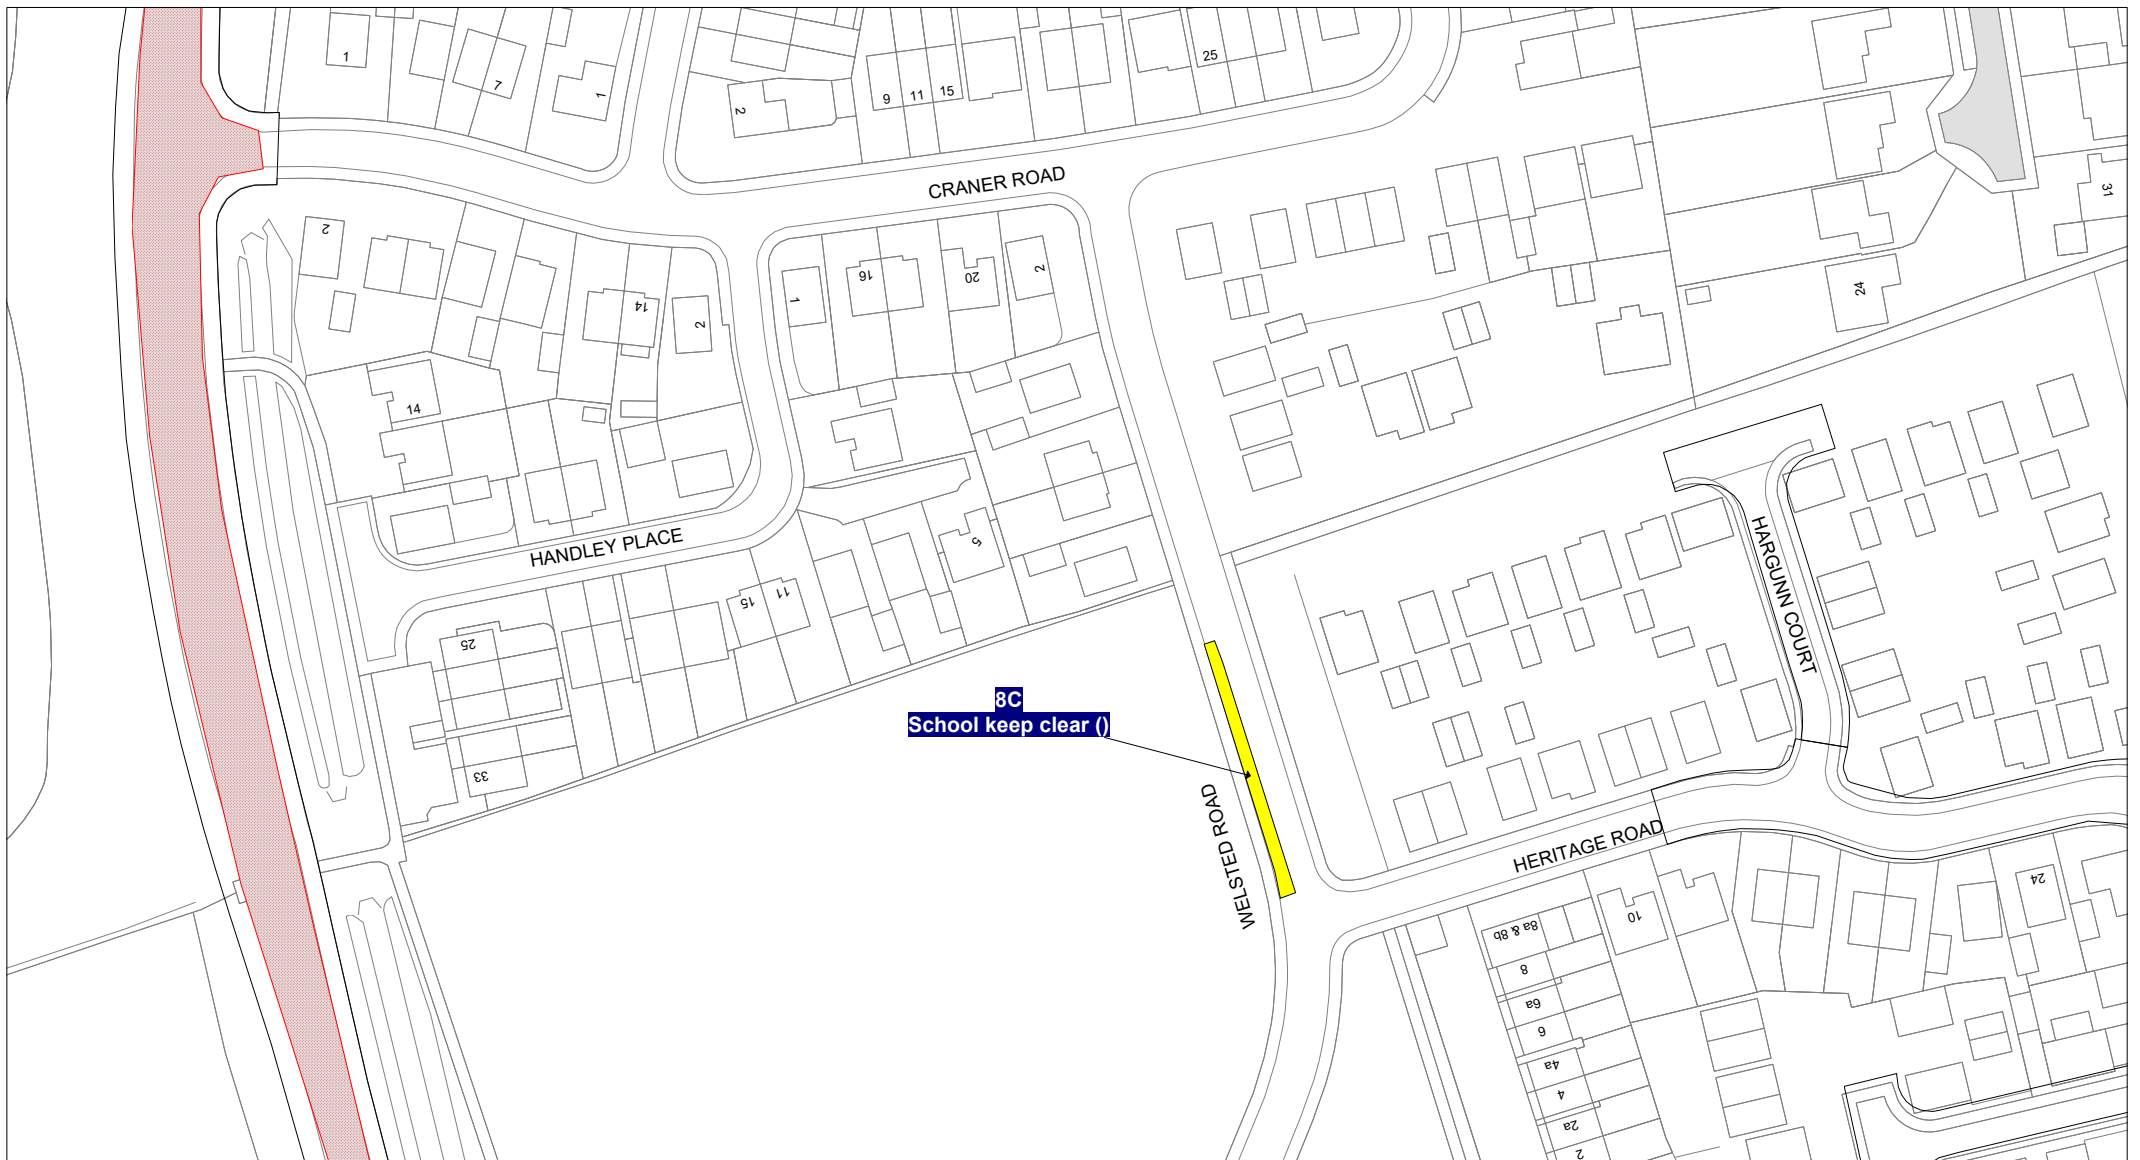 1
7
1
2
9
11
15
25
CRANER ROAD
31
2
14
2
1
16
20
2
24
14
HANDLEY PLACE
5
15
11
25
33
HARGUNN COURT
8C
School keep clear ()
WELSTED ROAD
HERITAGE ROAD
8a & 8b
10
24
8
6a
6
4a
4
2a
2